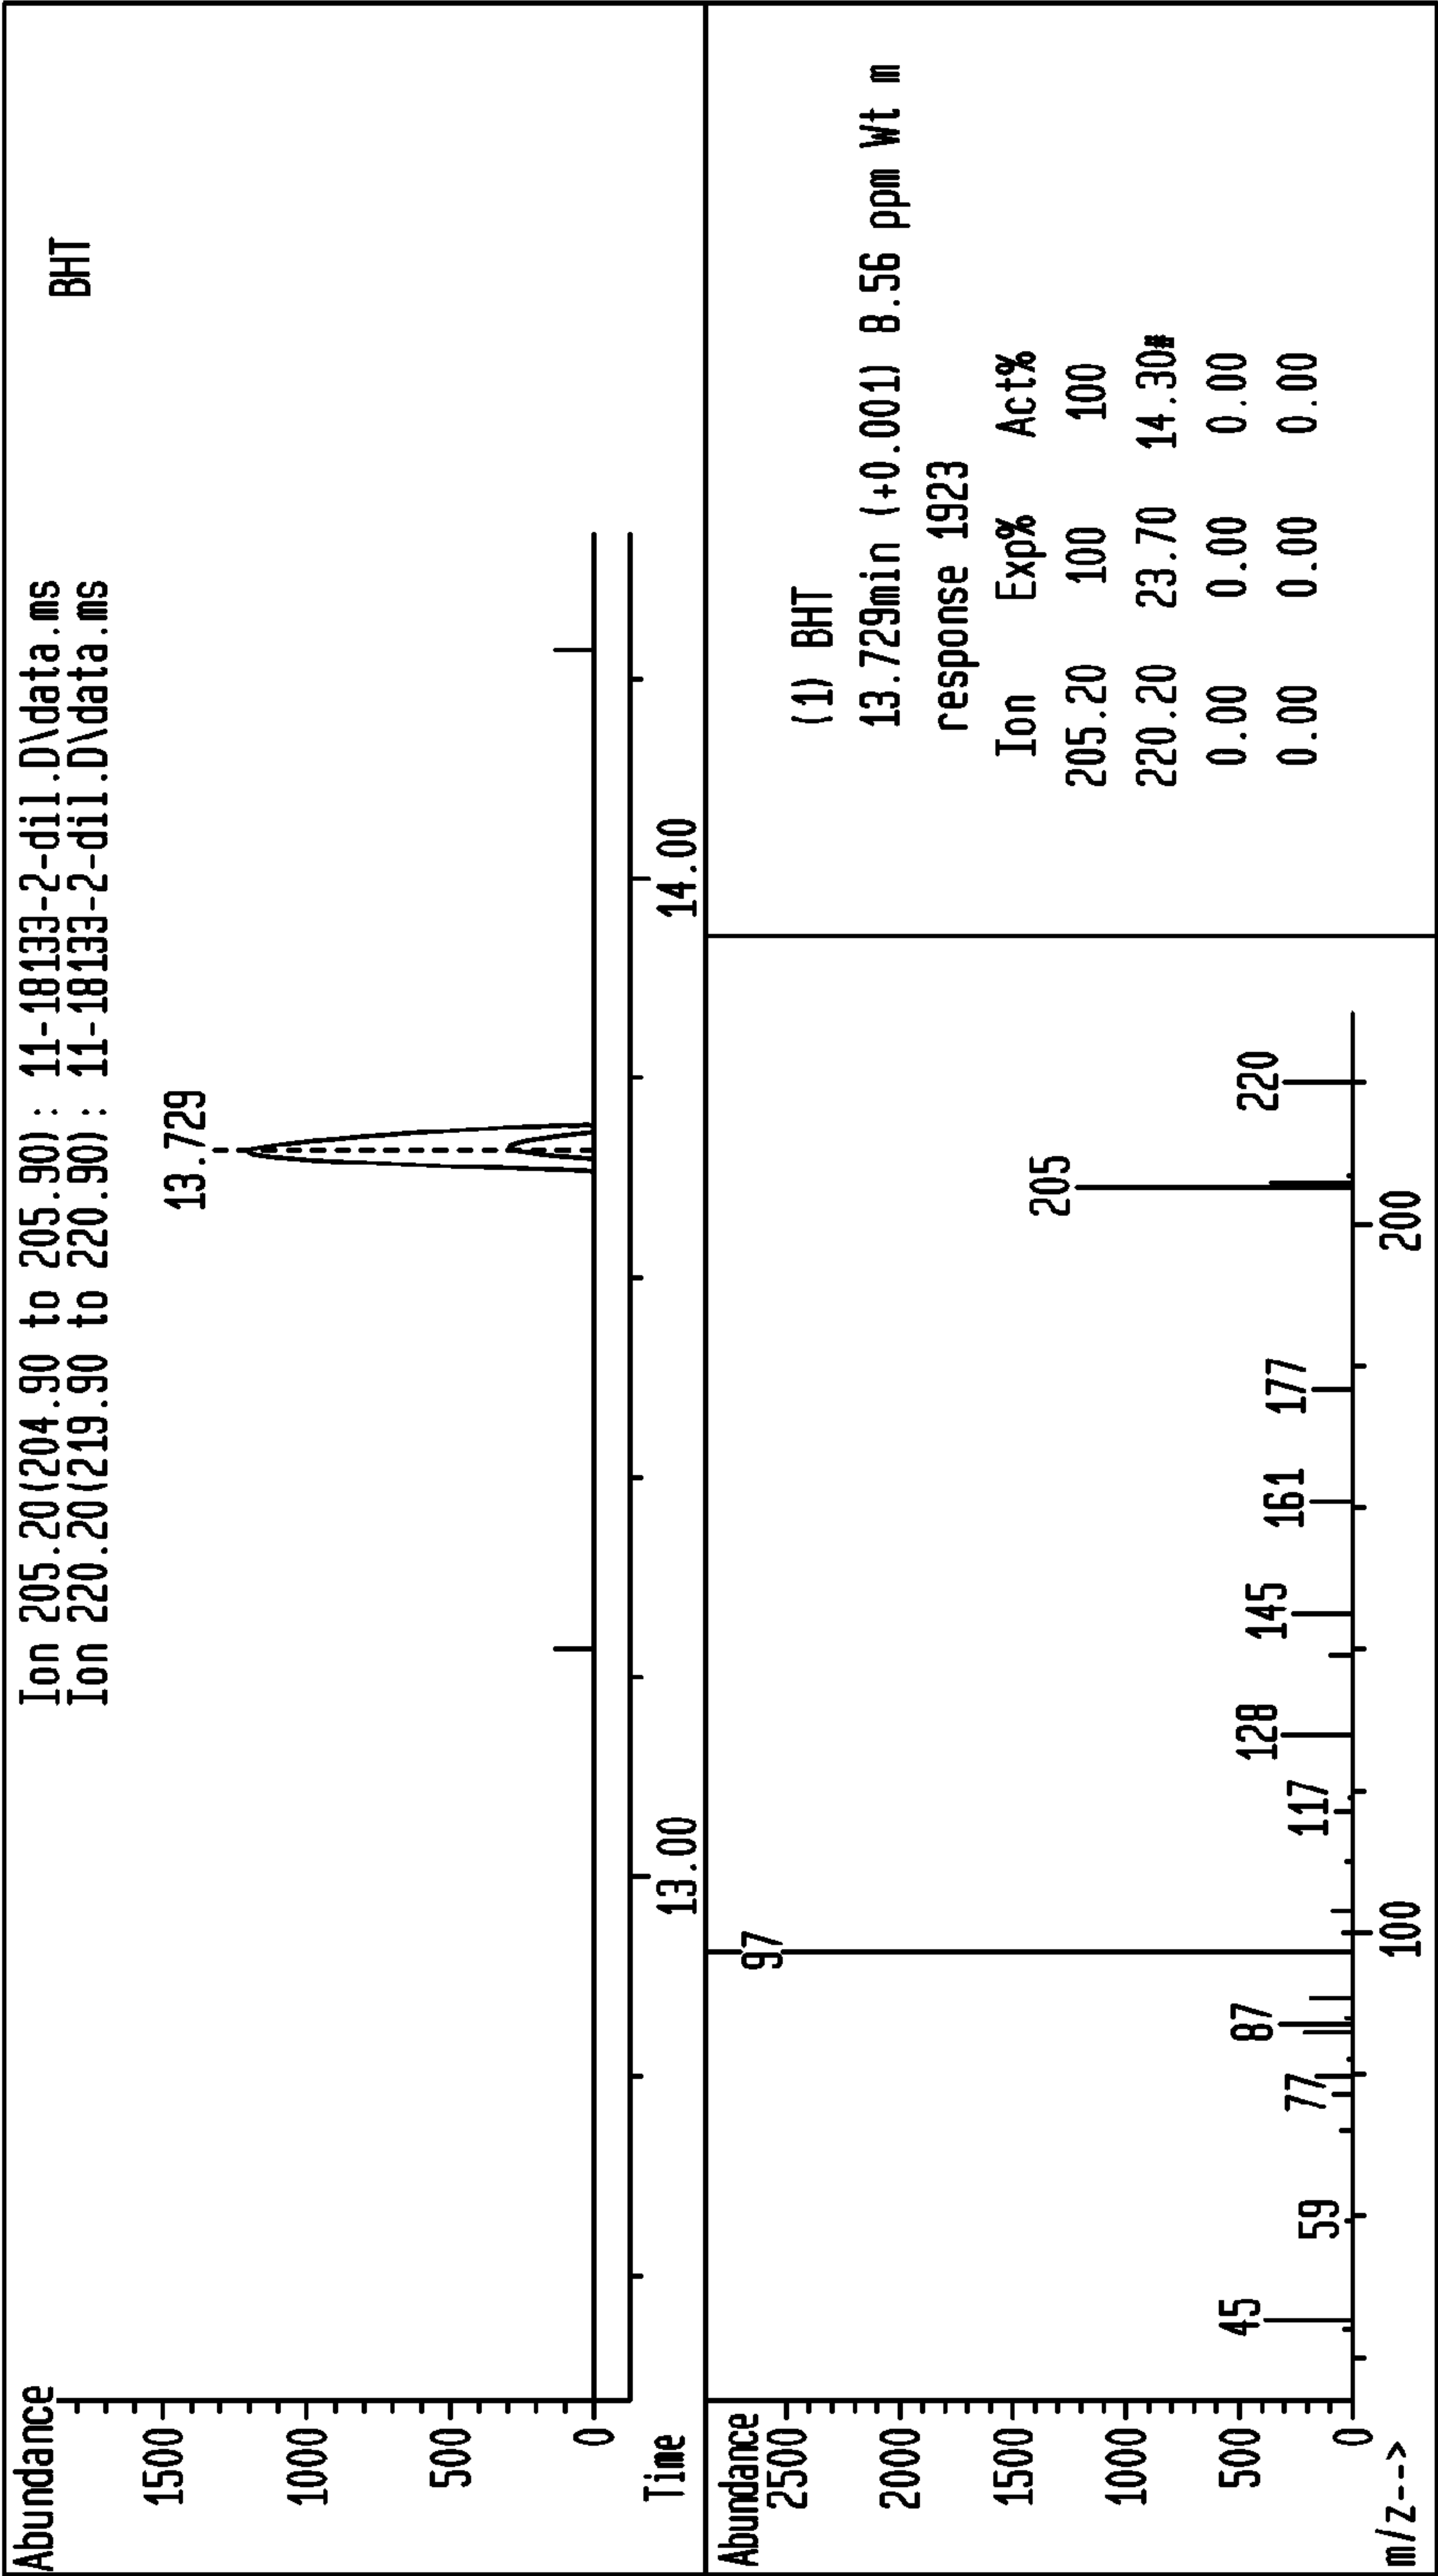 Abundance
Ion 205.20(204.90 to 205.90): 11-18133-2-dil.D\data.ms
Ion 220.20(219.90 to 220.90): 11-18133-2-dil.D\data.ms
BHT
13.729
1500
1000
500
0
Time
13.00
14.00
Abundance
2500
2000
1500
1000
500
0
m/z-->
45
59
77
87
97
117
128
145
161
177
205
220
100
200
(1) BHT
13.729min (+0.001) 8.56 ppm Wt m
response 1923
Ion Exp% Act%
205.20 100 100
220.20 23.70 14.30#
0.00 0.00 0.00
0.00 0.00 0.00